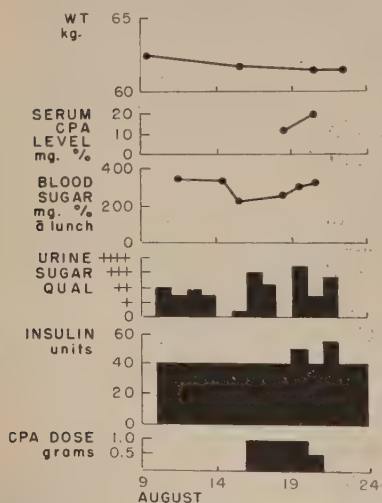 WT
kg.
65
60
SERUM
CPA
LEVEL
mg. %
20
10
0
BLOOD
SUGAR
mg. %
ā lunch
400
200
0
URINE
SUGAR
QUAL
++++
+++
++
+
INSULIN
units
60
40
20
0
CPA DOSE
grams
1.0
0.5
9
14
19
24
AUGUST